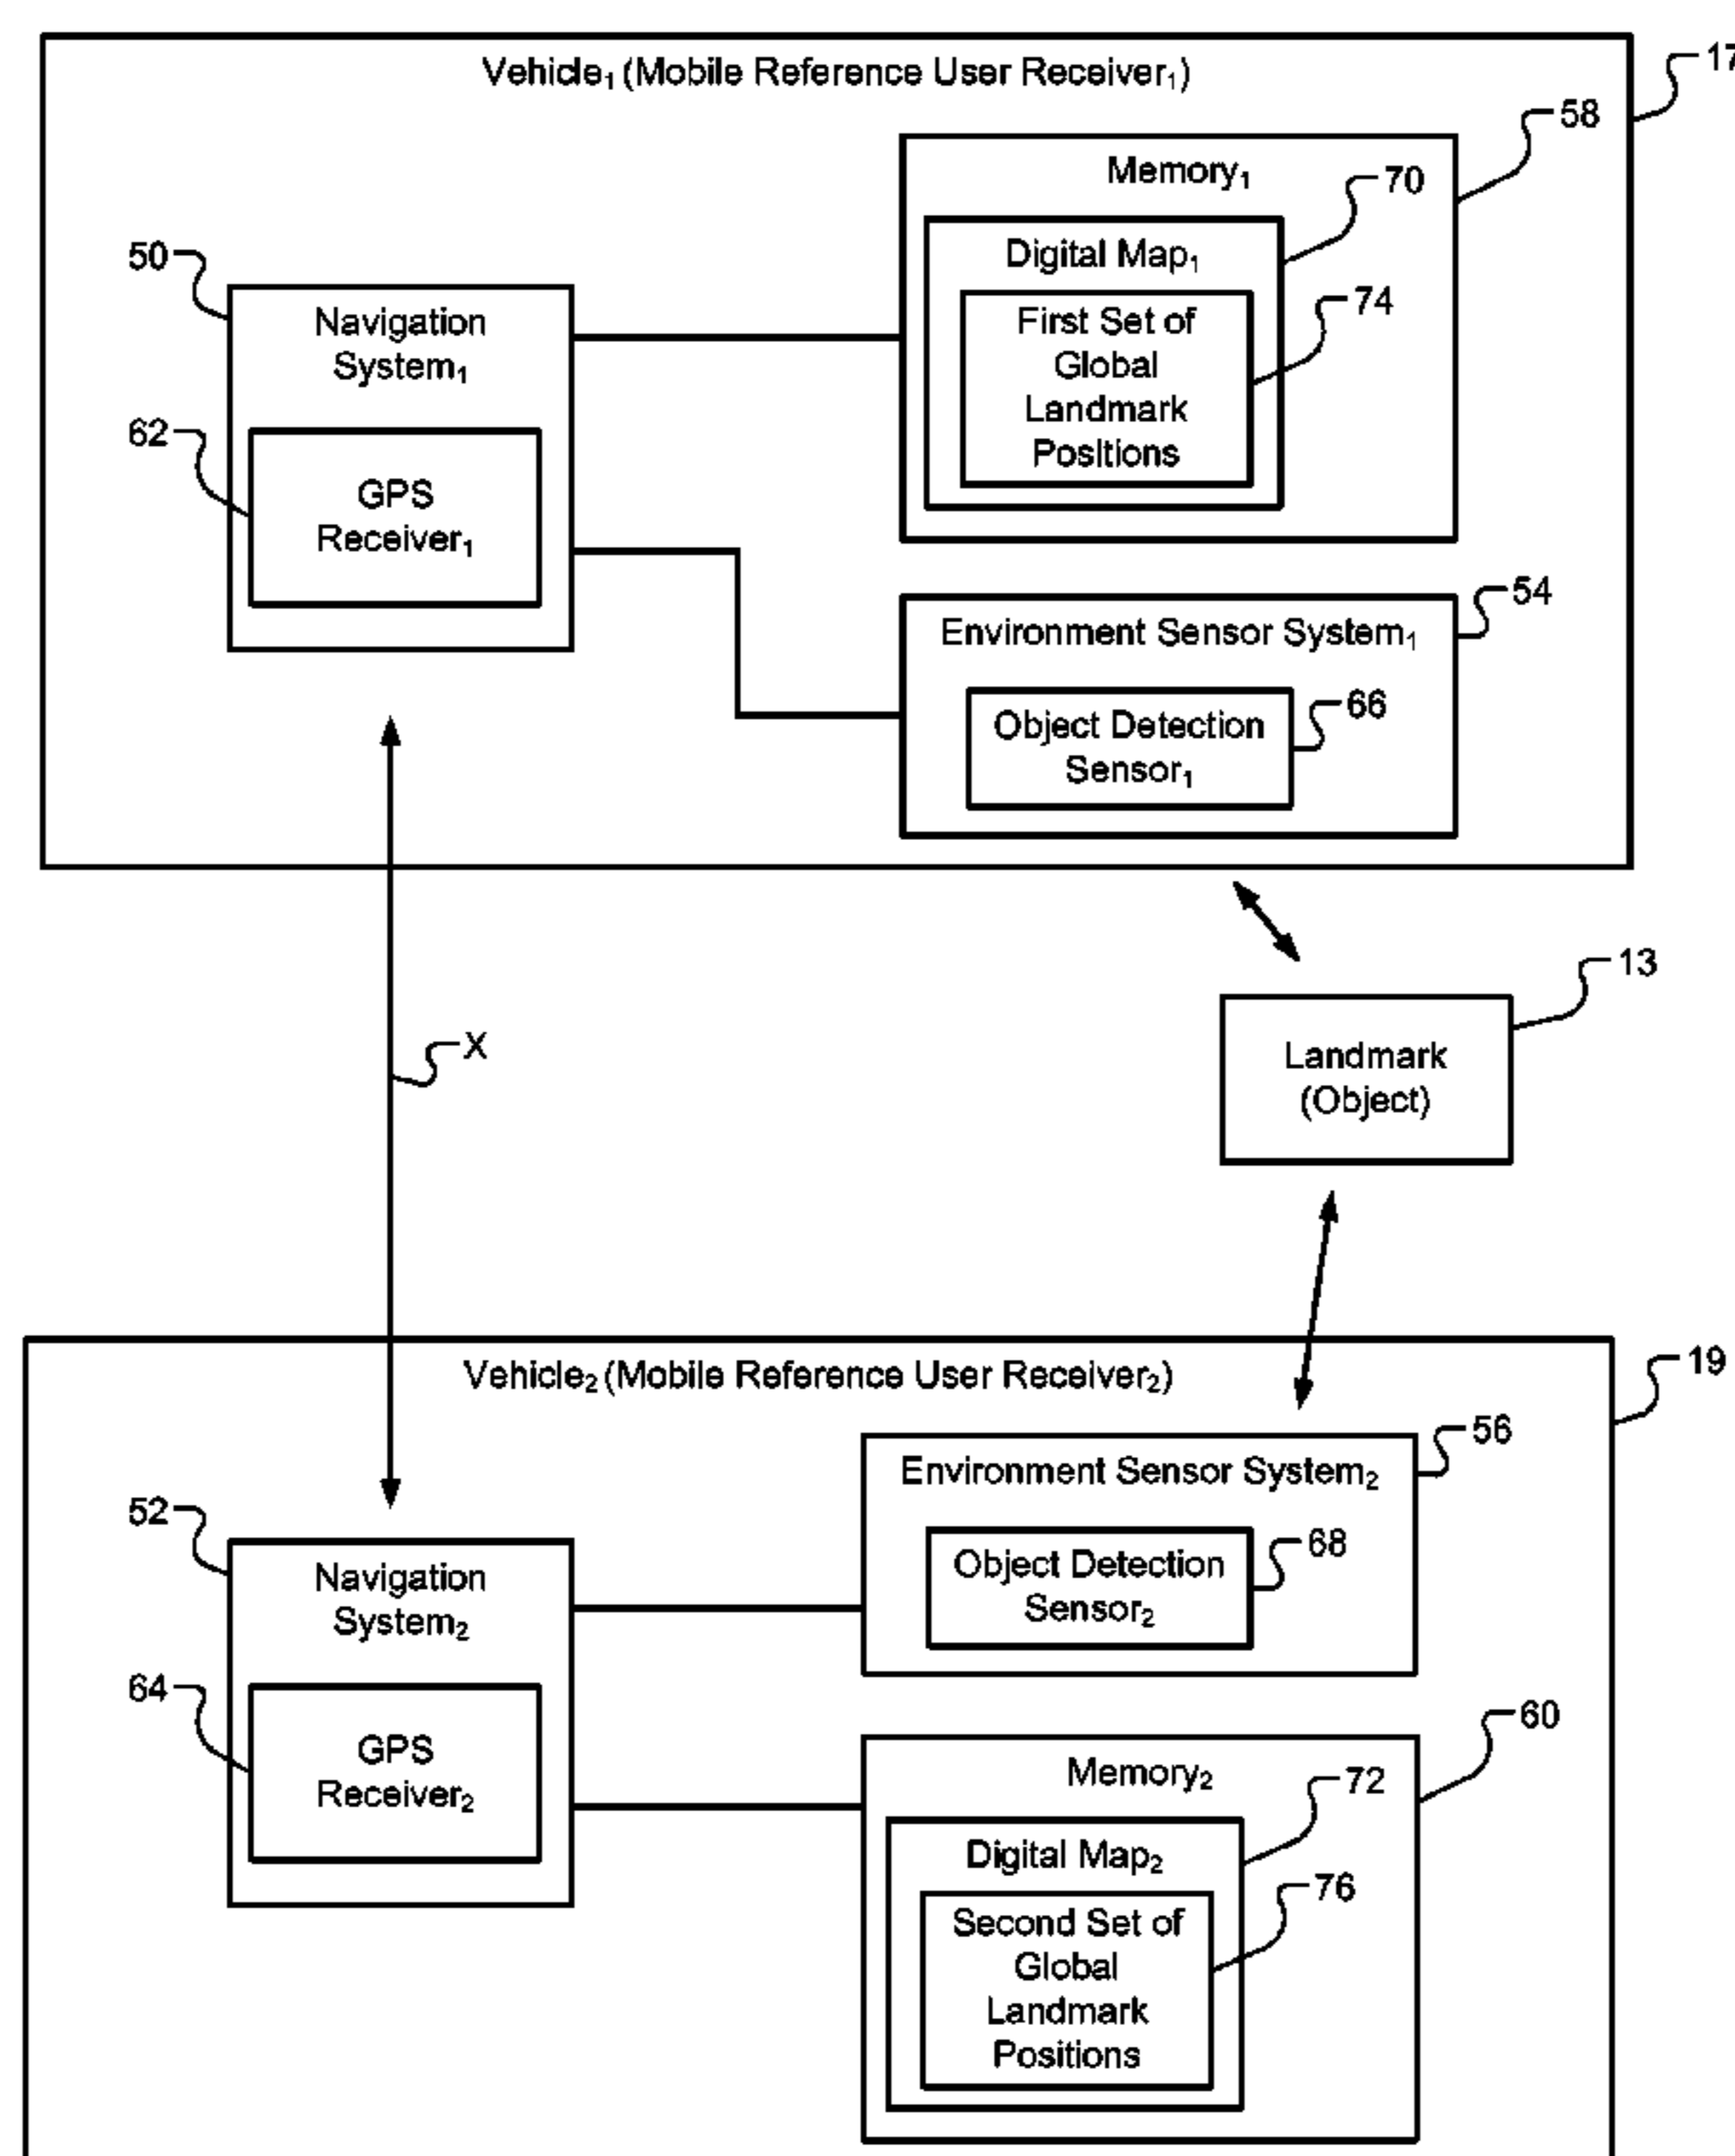 Vehicle₁ (Mobile Reference User Receiver₁)
17
58
Memory₁
70
Digital Map₁
74
First Set of
Global
Landmark
Positions
50
Navigation
System₁
62
GPS
Receiver₁
54
Environment Sensor System₁
66
Object Detection
Sensor₁
13
Landmark
(Object)
X
Vehicle₂ (Mobile Reference User Receiver₂)
19
56
Environment Sensor System₂
68
Object Detection
Sensor₂
52
Navigation
System₂
64
GPS
Receiver₂
60
Memory₂
72
Digital Map₂
76
Second Set of
Global
Landmark
Positions